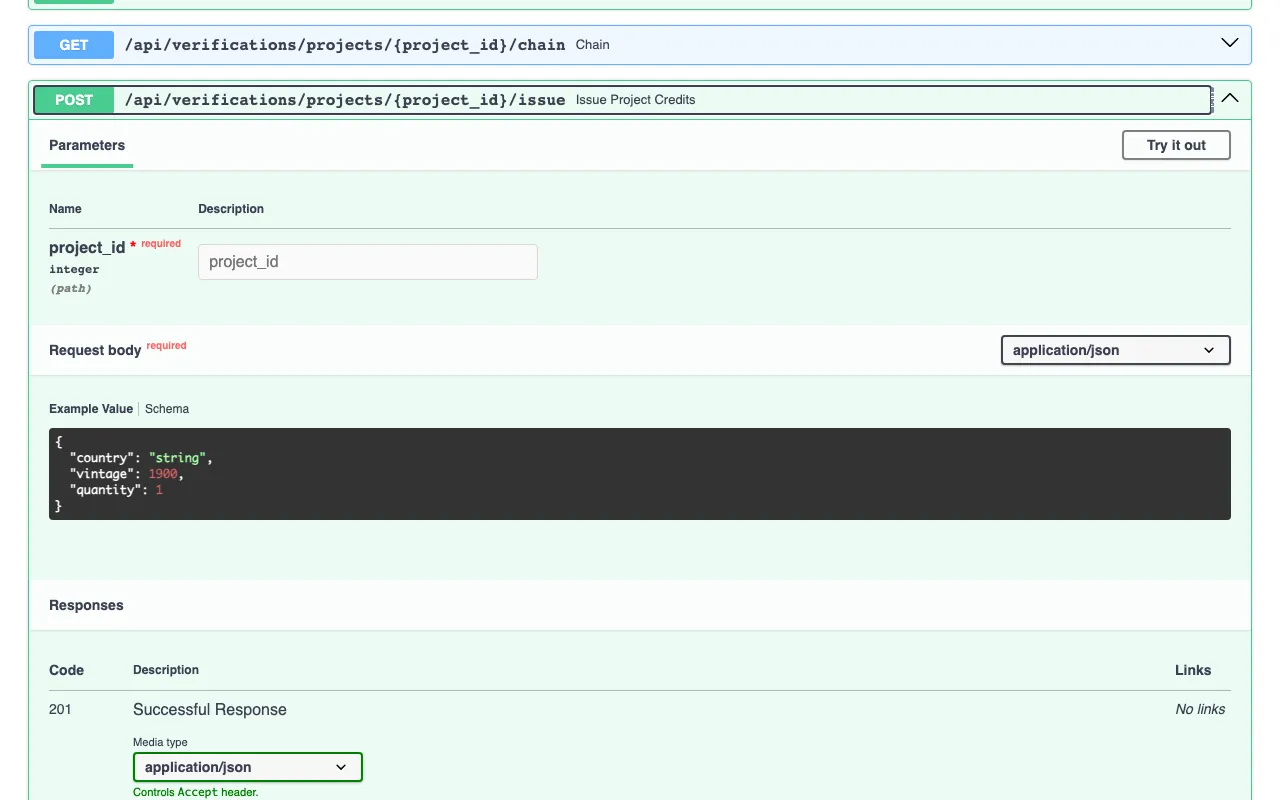 GET /api/verifications/projects/{project_id}/chain Chain
POST /api/verifications/projects/{project_id}/issue Issue Project Credits
Parameters Try it out
Name Description
project_id * required
integer
(path)
project_id
Request body required application/json
Example Value Schema
{
  "country": "string",
  "vintage": 1900,
  "quantity": 1
}
Responses
Code Description Links
201 Successful Response No links
Media type
application/json
Controls Accept header.